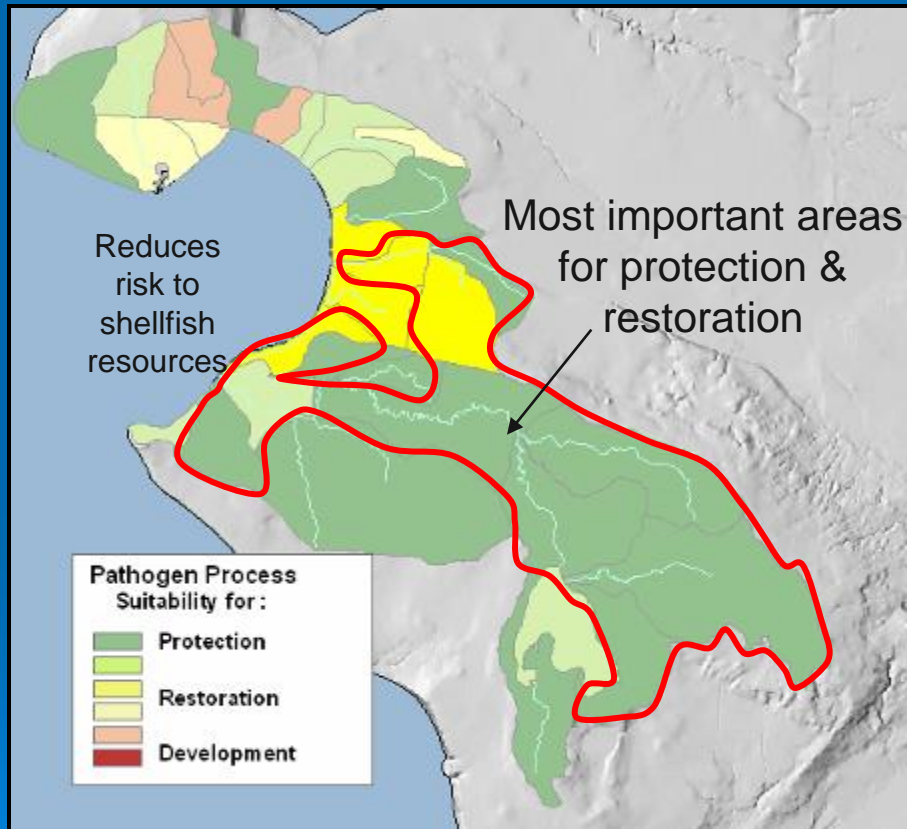 Most important areas
for protection &
restoration
Reduces
risk to
shellfish
resources
Pathogen Process
Suitability for :
Protection
Restoration
Development